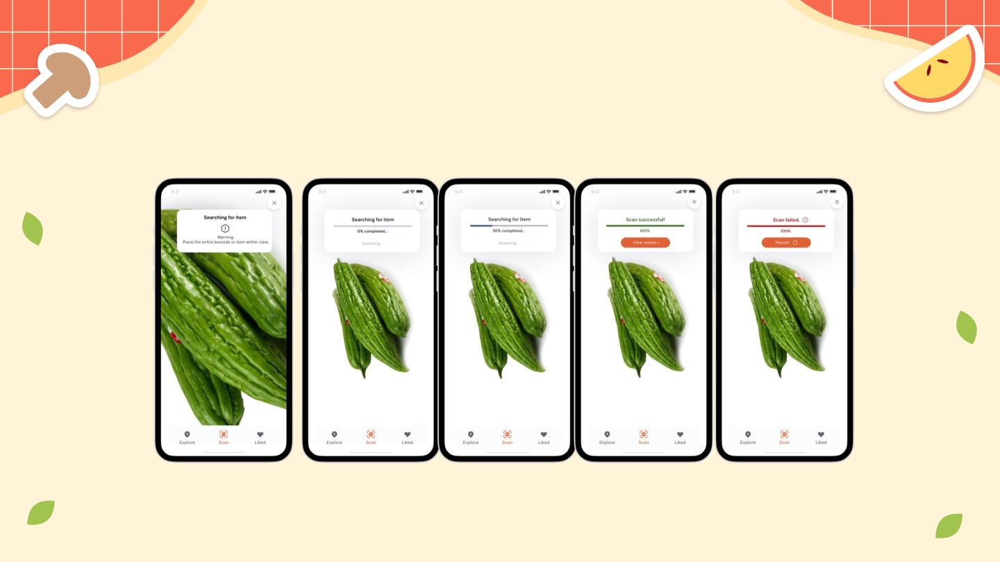 9:41
Searching for item
Warning:
Place the entire barcode or item within view.
Explore
Scan
Liked
9:41
Searching for item
0% completed...
Scanning...
Explore
Scan
Liked
9:41
Searching for item
30% completed...
Scanning...
Explore
Scan
Liked
9:41
Scan successful!
100%
View results >
Explore
Scan
Liked
9:41
Scan failed.
100%
Rescan
Explore
Scan
Liked